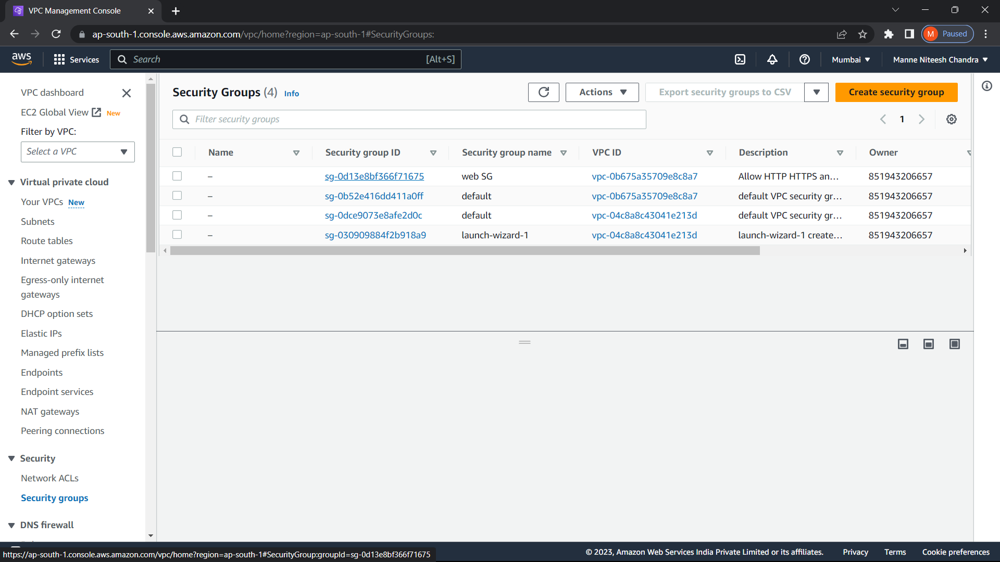 VPC Management Console
ap-south-1.console.aws.amazon.com/vpc/home?region=ap-south-1#SecurityGroups:
M Paused
aws
Services
Search [Alt+S]
Mumbai
Manne Niteesh Chandra
VPC dashboard
EC2 Global View New
Filter by VPC:
Select a VPC
Virtual private cloud
Your VPCs New
Subnets
Route tables
Internet gateways
Egress-only internet
gateways
DHCP option sets
Elastic IPs
Managed prefix lists
Endpoints
Endpoint services
NAT gateways
Peering connections
Security
Network ACLs
Security groups
DNS firewall
Security Groups (4) Info
Actions
Export security groups to CSV
Create security group
Filter security groups
1
Name Security group ID Security group name VPC ID Description Owner
– sg-0d13e8bf366f71675 web SG vpc-0b675a35709e8c8a7 Allow HTTP HTTPS an... 851943206657
– sg-0b52e416dd411a0ff default vpc-0b675a35709e8c8a7 default VPC security gr... 851943206657
– sg-0dce9073e8afe2d0c default vpc-04c8a8c43041e213d default VPC security gr... 851943206657
– sg-030909884f2b918a9 launch-wizard-1 vpc-04c8a8c43041e213d launch-wizard-1 create... 851943206657
https://ap-south-1.console.aws.amazon.com/vpc/home?region=ap-south-1#SecurityGroup:groupId=sg-0d13e8bf366f71675
© 2023, Amazon Web Services India Private Limited or its affiliates.
Privacy
Terms
Cookie preferences